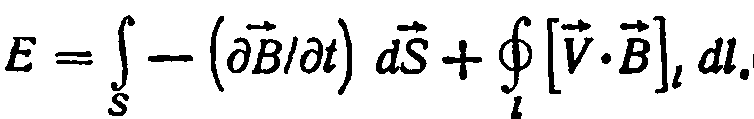 E = ∫_S − (∂B⃗/∂t) dS⃗ + ∮_l [V⃗·B⃗]_l dl.